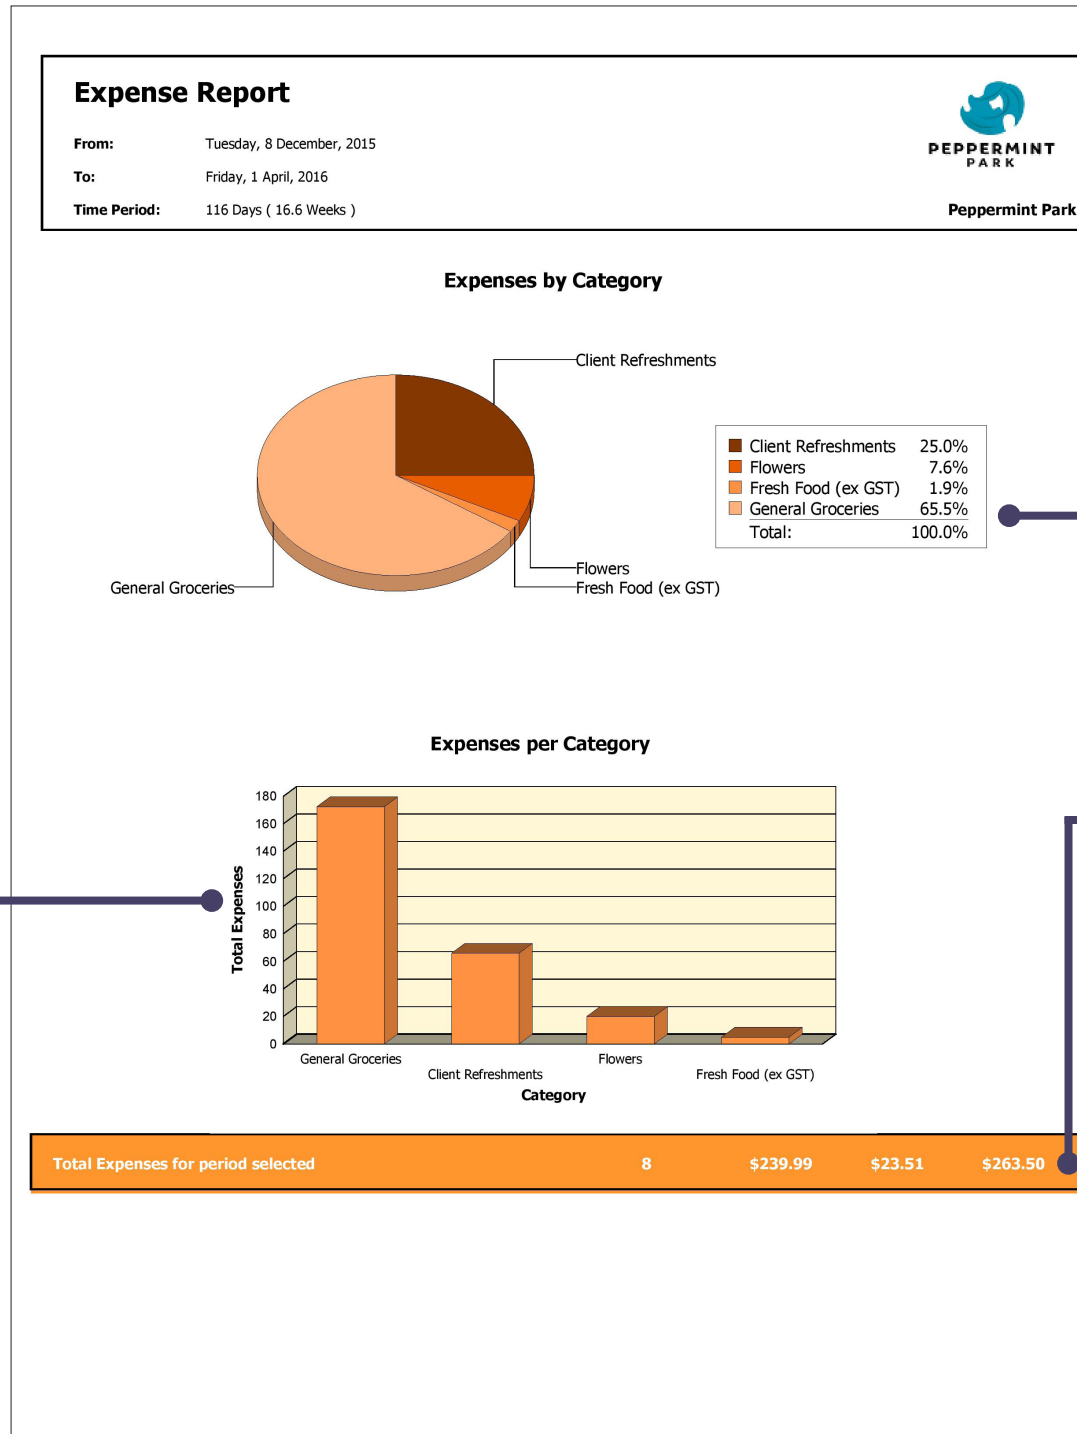 Expense Report
From: Tuesday, 8 December, 2015
To: Friday, 1 April, 2016
Time Period: 116 Days ( 16.6 Weeks )
PEPPERMINT
PARK
Peppermint Park
Expenses by Category
Client Refreshments
Client Refreshments 25.0%
Flowers 7.6%
Fresh Food (ex GST) 1.9%
General Groceries 65.5%
Total: 100.0%
Flowers
General Groceries
Fresh Food (ex GST)
Expenses per Category
180
160
140
120
100
80
60
40
20
0
Total Expenses
General Groceries
Client Refreshments
Flowers
Fresh Food (ex GST)
Category
Total Expenses for period selected 8 $239.99 $23.51 $263.50